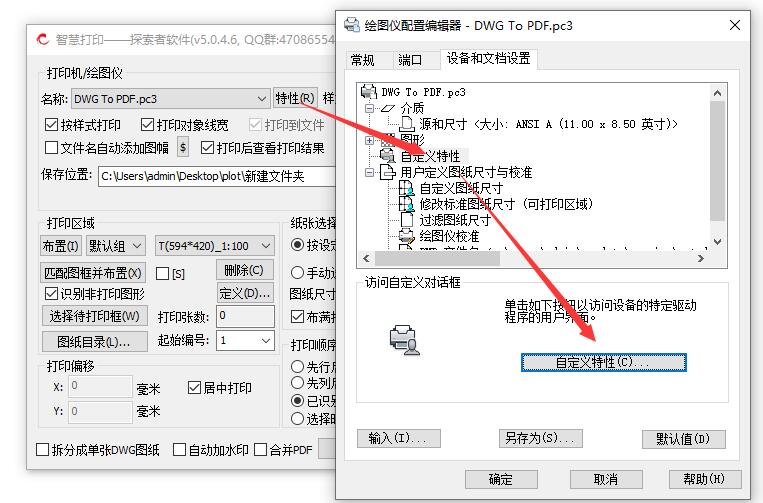 智慧打印——探索者软件(v5.0.4.6, QQ群:47086554
打印机/绘图仪
名称: DWG To PDF.pc3 特性(R) 样
按样式打印 打印对象线宽 打印到文件
文件名自动添加图幅 $ 打印后查看打印结果
保存位置: C:\Users\admin\Desktop\plot\新建文件夹
打印区域
布置(I) 默认组 T(594*420)_1:100
匹配图框并布置(X) [S] 删除(C)
识别非打印图形 定义(D)...
选择待打印框(W) 打印张数: 0
图纸目录(L)... 起始编号: 1
打印偏移
X: 0 毫米 居中打印
Y: 0 毫米
纸张选择
按设定
手动
图纸尺寸
布满
打印顺序
先行
先列
已识
选择
拆分成单张DWG图纸 自动加水印 合并PDF
绘图仪配置编辑器 - DWG To PDF.pc3
常规 端口 设备和文档设置
DWG To PDF.pc3
介质
源和尺寸 <大小: ANSI A (11.00 x 8.50 英寸)>
图形
自定义特性
用户定义图纸尺寸与校准
自定义图纸尺寸
修改标准图纸尺寸 (可打印区域)
过滤图纸尺寸
绘图仪校准
访问自定义对话框
单击如下按钮以访问设备的特定驱动
程序的用户界面。
自定义特性(C)...
输入(I)... 另存为(S)... 默认值(D)
确定 取消 帮助(H)